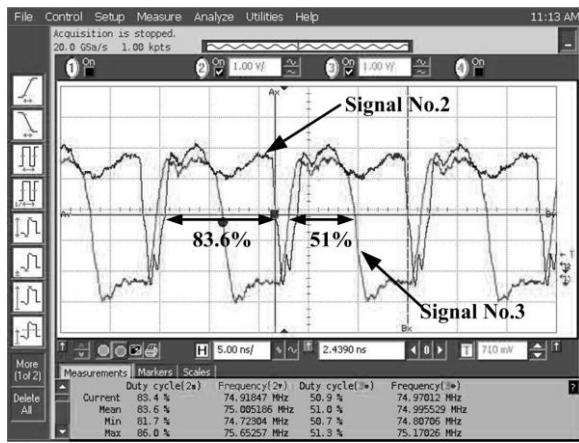 File Control Setup Measure Analyze Utilities Help 11:13 AM
Acquisition is stopped.
20.0 GSa/s 1.00 kpts
1 On 2 On 1.00 V/ 3 On 1.00 V/ 4 On
Ax
Signal No.2
Ay By
83.6% 51%
Signal No.3
Bx
H 5.00 ns/ 2.4390 ns 0 T 710 mV
More
(1 of 2)
Delete
All
Measurements Markers Scales
Duty cycle(2 ) Frequency(2 ) Duty cycle(3 ) Frequency(3 )
Current 83.4 % 74.91847 MHz 50.9 % 74.97012 MHz
Mean 83.6 % 75.005186 MHz 51.0 % 74.995529 MHz
Min 81.7 % 74.72304 MHz 50.7 % 74.80706 MHz
Max 86.0 % 75.65257 MHz 51.3 % 75.17026 MHz
?